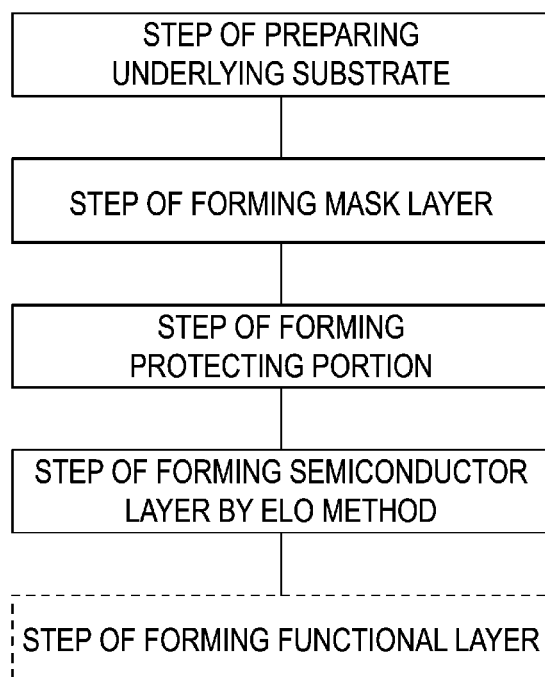 STEP OF PREPARING
UNDERLYING SUBSTRATE
STEP OF FORMING MASK LAYER
STEP OF FORMING
PROTECTING PORTION
STEP OF FORMING SEMICONDUCTOR
LAYER BY ELO METHOD
STEP OF FORMING FUNCTIONAL LAYER